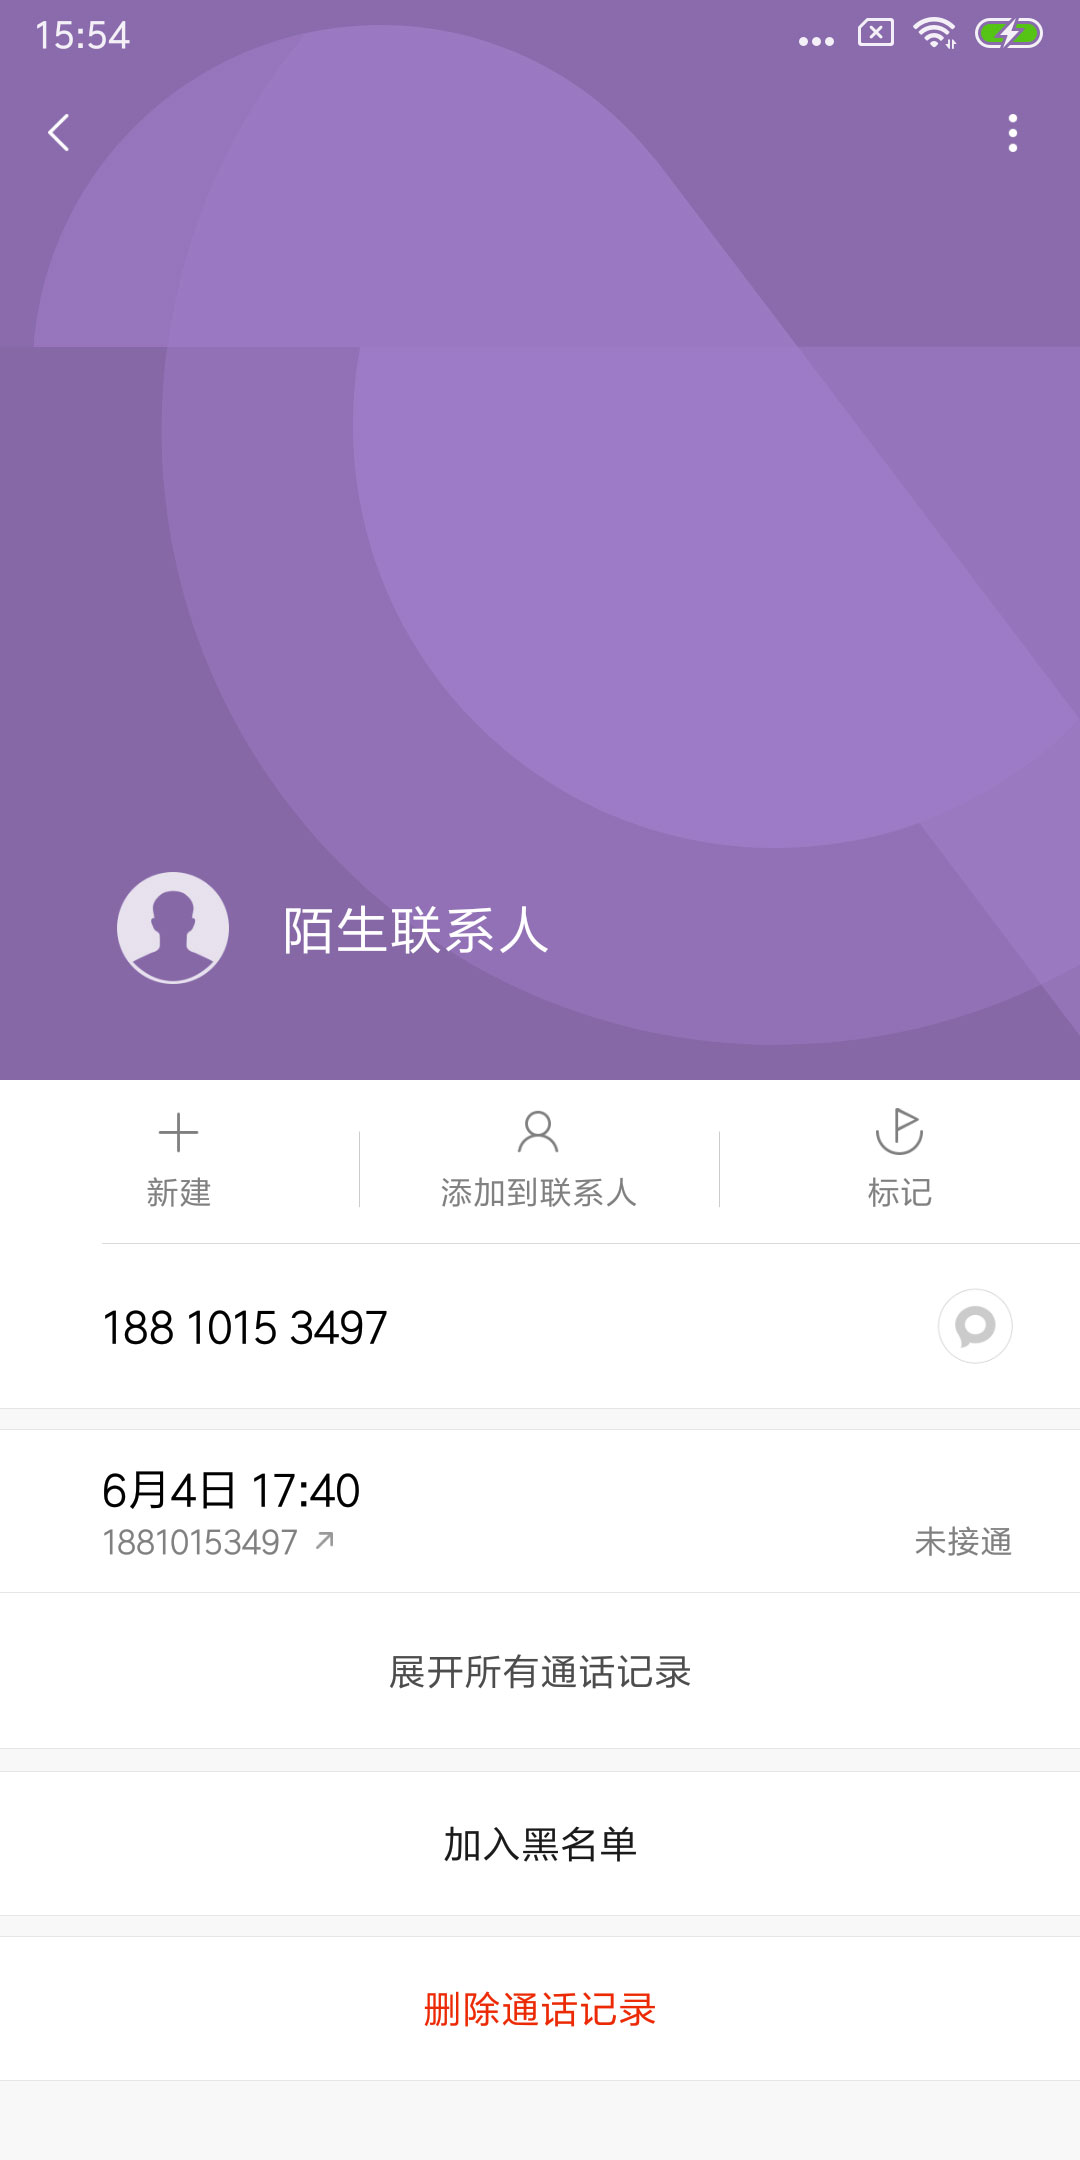 15:54
陌生联系人
新建
添加到联系人
标记
188 1015 3497
6月4日 17:40
18810153497
未接通
展开所有通话记录
加入黑名单
删除通话记录